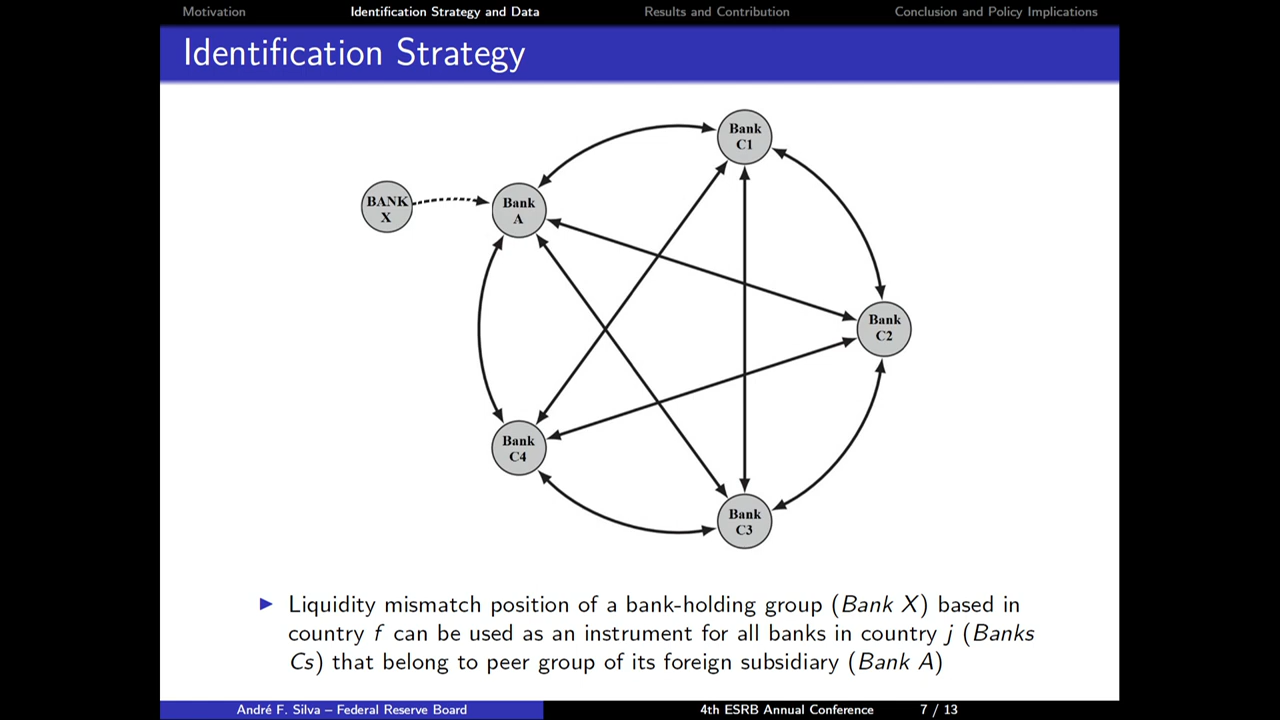 Motivation
Identification Strategy and Data
Results and Contribution
Conclusion and Policy Implications
Identification Strategy
Bank
C1
BANK
X
Bank
A
Bank
C2
Bank
C4
Bank
C3
Liquidity mismatch position of a bank-holding group (Bank X) based in
country f can be used as an instrument for all banks in country j (Banks
Cs) that belong to peer group of its foreign subsidiary (Bank A)
André F. Silva – Federal Reserve Board
4th ESRB Annual Conference
7 / 13